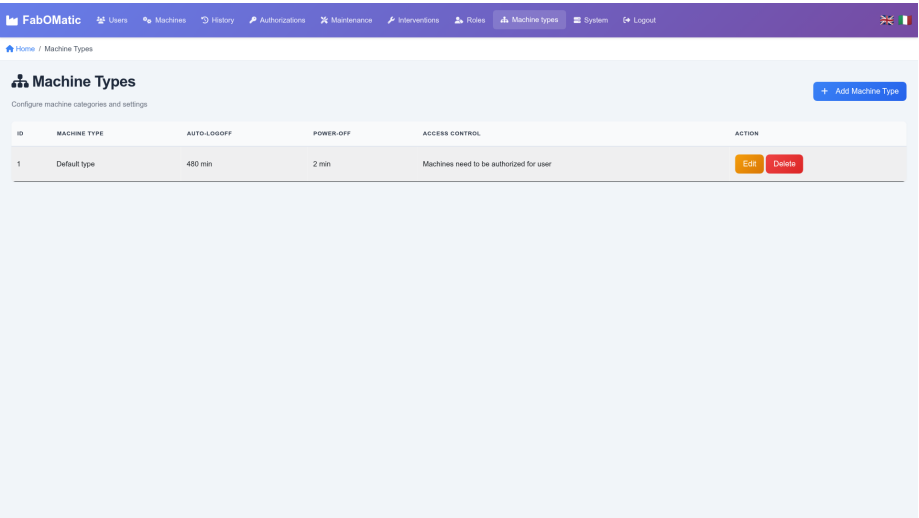 FabOMatic Users Machines History Authorizations Maintenance Interventions Roles Machine types System Logout
Home / Machine Types
Machine Types
Configure machine categories and settings
+ Add Machine Type
ID MACHINE TYPE AUTO-LOGOFF POWER-OFF ACCESS CONTROL ACTION
1 Default type 480 min 2 min Machines need to be authorized for user Edit Delete